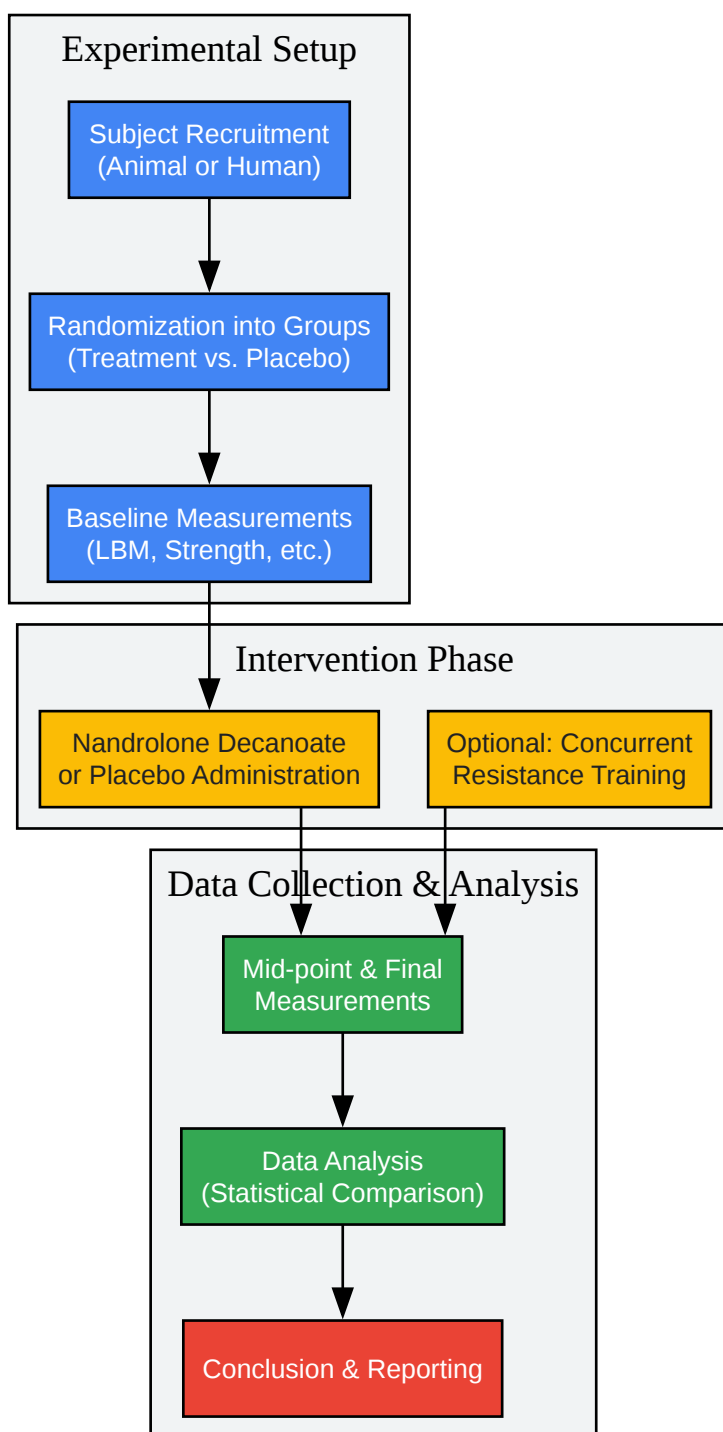 Experimental Setup
Subject Recruitment
(Animal or Human)
Randomization into Groups
(Treatment vs. Placebo)
Baseline Measurements
(LBM, Strength, etc.)
Intervention Phase
Nandrolone Decanoate
or Placebo Administration
Optional: Concurrent
Resistance Training
Data Collection & Analysis
Mid-point & Final
Measurements
Data Analysis
(Statistical Comparison)
Conclusion & Reporting